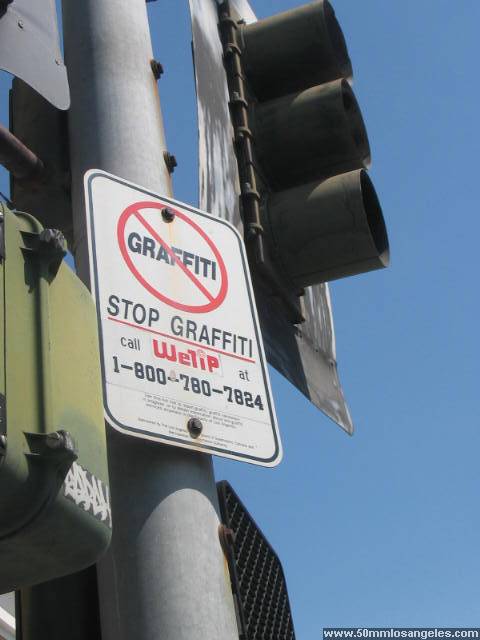 GRAFFITI
STOP GRAFFITI
call WeTiP at
1-800-780-7824
www.50mmlosangeles.com